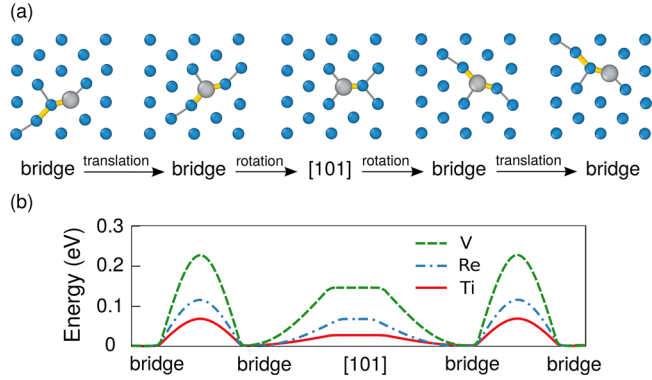 (a)
bridge translation bridge rotation [101] rotation bridge translation bridge
(b)
Energy (eV)
0.3
0.2
0.1
0
V
Re
Ti
bridge bridge [101] bridge bridge